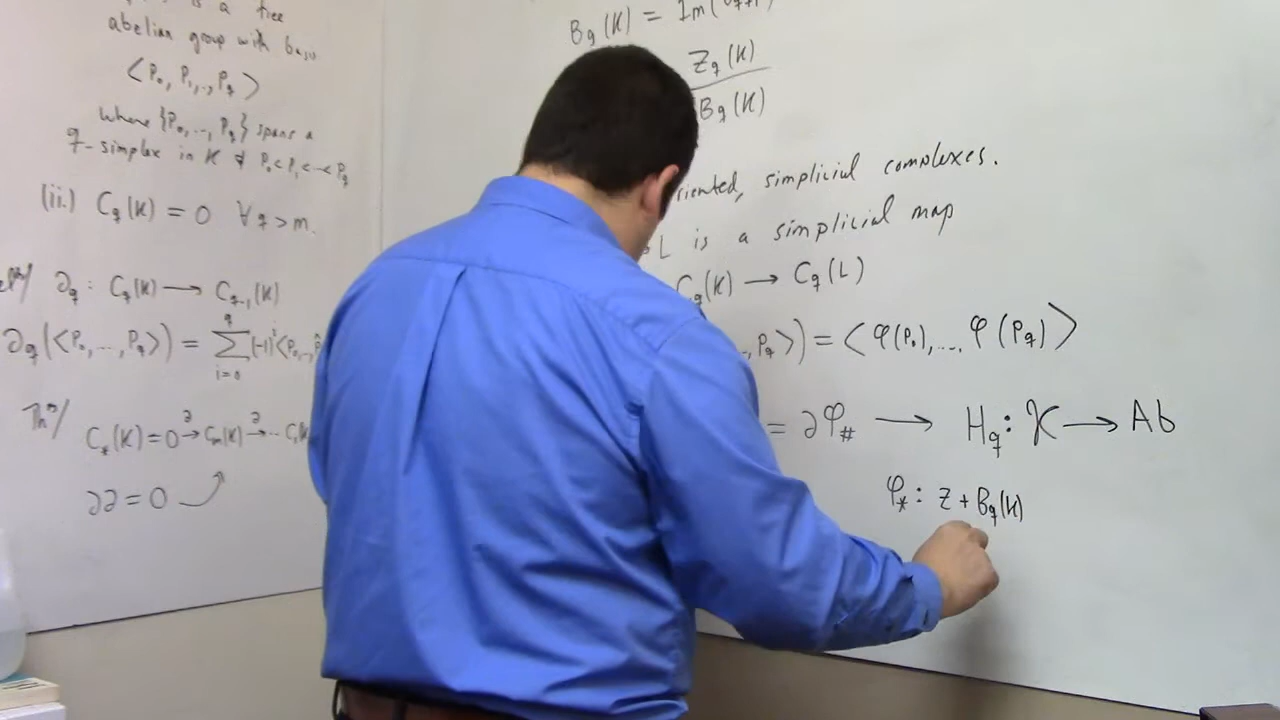 is a free
abelian group with basis
<P₀, P₁,.., P_q>
where {P₀,.., P_q} spans a
q-simplex in K & P₀<P₁<--<P_q
(ii.) C_q(K) = 0 ∀q>m.
∂_q : C_q(K) → C_{q-1}(K)
∂_q(<P₀,...,P_q>) = Σ_{i=0}^{q} (-1)^i <P₀,..,
Thm/ C_*(K) = 0 →^∂ C_m(K) →^∂ ...
∂∂ = 0
B_q(K) = Im(
Z_q(K)
B_q(K)
riented, simplicial complexes.
L is a simplicial map
C_q(K) → C_q(L)
.., P_q>) = <φ(P₀),.... φ(P_q)>
= ∂φ_# → H_q : K → Ab
φ_* : z + B_q(K)